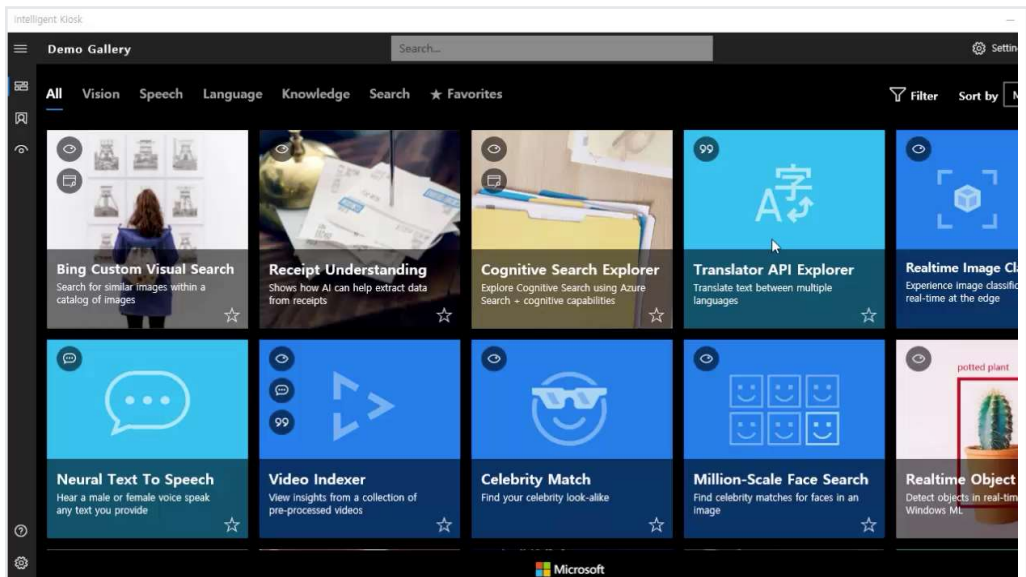 Intelligent Kiosk
Demo Gallery
Search...
Settin
All Vision Speech Language Knowledge Search ★ Favorites
Filter Sort by
Bing Custom Visual Search
Search for similar images within a
catalog of images
Receipt Understanding
Shows how AI can help extract data
from receipts
Cognitive Search Explorer
Explore Cognitive Search using Azure
Search + cognitive capabilities
99
A 字
Translator API Explorer
Translate text between multiple
languages
Realtime Image Cl
Experience image classific
real-time at the edge
Neural Text To Speech
Hear a male or female voice speak
any text you provide
99
Video Indexer
View insights from a collection of
pre-processed videos
Celebrity Match
Find your celebrity look-alike
Million-Scale Face Search
Find celebrity matches for faces in an
image
potted plant
Realtime Object
Detect objects in real-tim
Windows ML
Microsoft